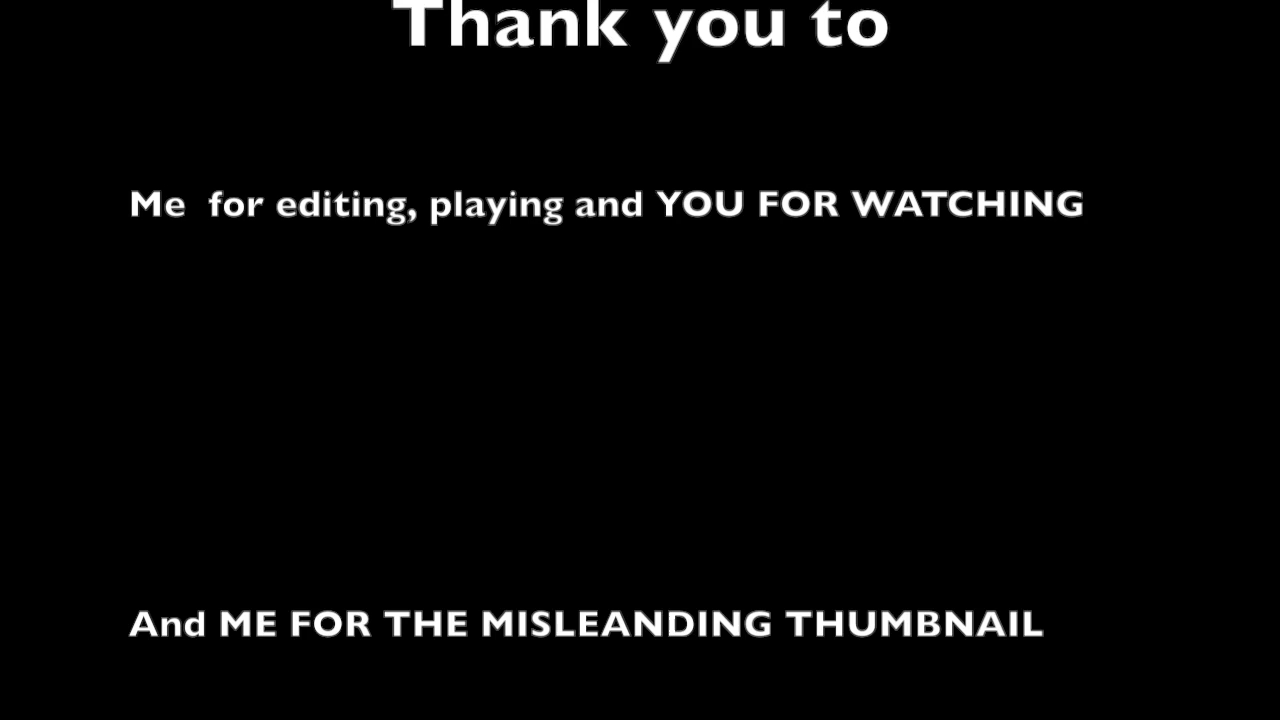 Thank you to
Me  for editing, playing and YOU FOR WATCHING
And ME FOR THE MISLEANDING THUMBNAIL